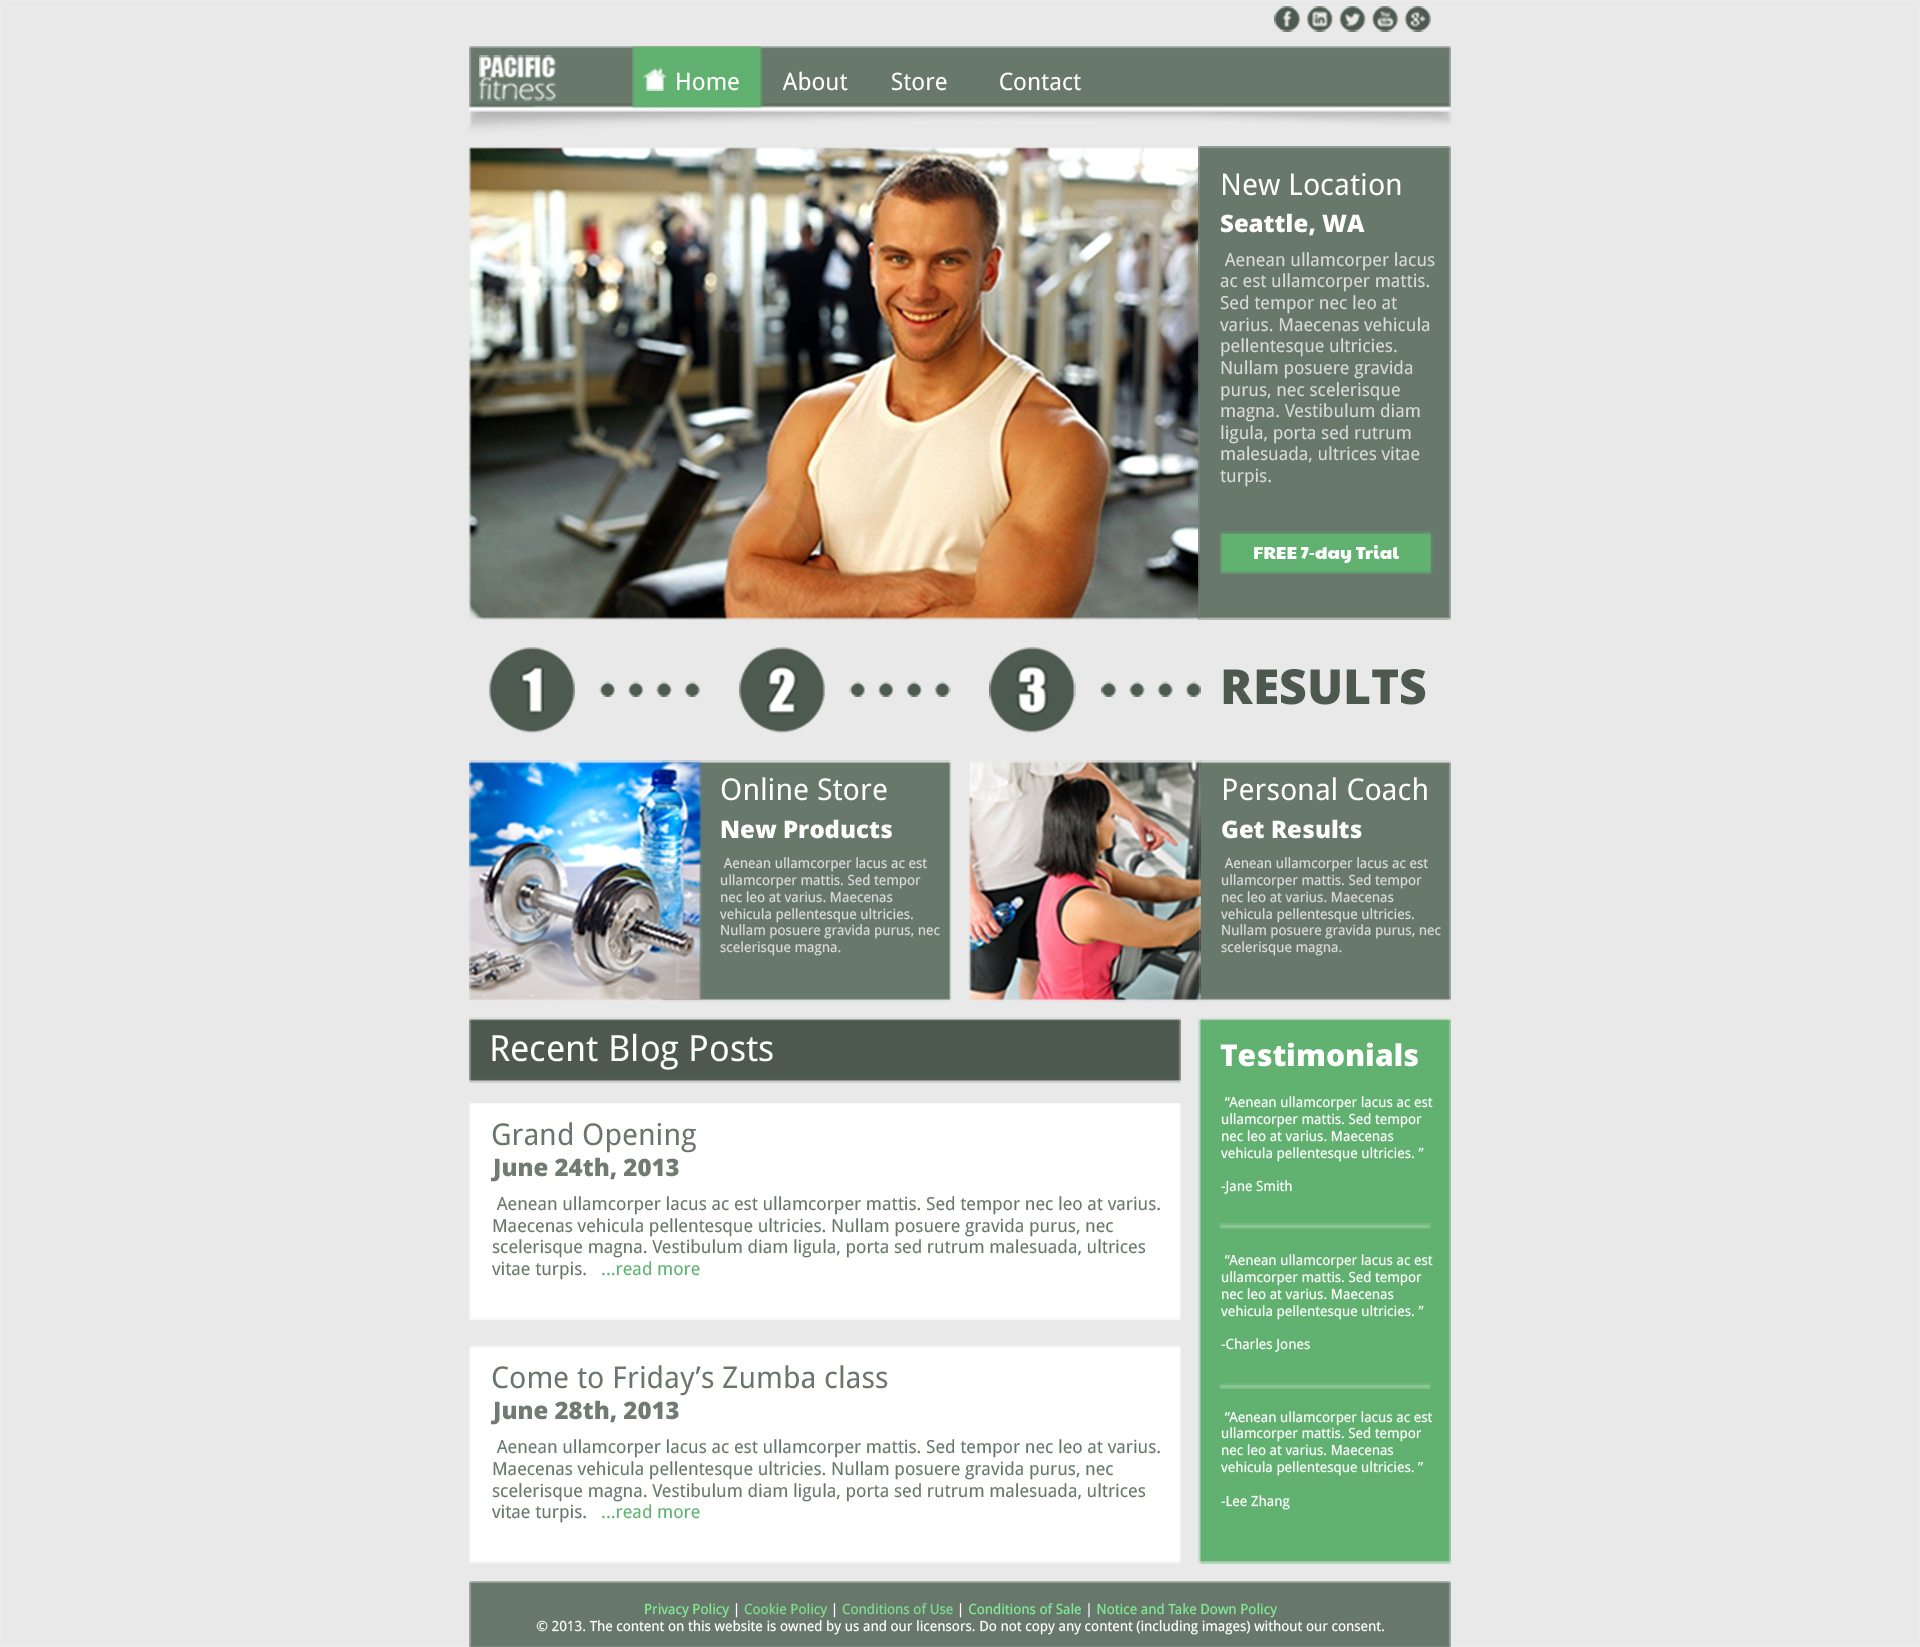 f in You Tube g+
PACIFIC
fitness
Home About Store Contact
New Location
Seattle, WA
Aenean ullamcorper lacus
ac est ullamcorper mattis.
Sed tempor nec leo at
varius. Maecenas vehicula
pellentesque ultricies.
Nullam posuere gravida
purus, nec scelerisque
magna. Vestibulum diam
ligula, porta sed rutrum
malesuada, ultrices vitae
turpis.
FREE 7-day Trial
1 2 3 RESULTS
Online Store
New Products
Aenean ullamcorper lacus ac est
ullamcorper mattis. Sed tempor
nec leo at varius. Maecenas
vehicula pellentesque ultricies.
Nullam posuere gravida purus, nec
scelerisque magna.
Personal Coach
Get Results
Aenean ullamcorper lacus ac est
ullamcorper mattis. Sed tempor
nec leo at varius. Maecenas
vehicula pellentesque ultricies.
Nullam posuere gravida purus, nec
scelerisque magna.
Recent Blog Posts
Grand Opening
June 24th, 2013
Aenean ullamcorper lacus ac est ullamcorper mattis. Sed tempor nec leo at varius.
Maecenas vehicula pellentesque ultricies. Nullam posuere gravida purus, nec
scelerisque magna. Vestibulum diam ligula, porta sed rutrum malesuada, ultrices
vitae turpis. ...read more
Come to Friday’s Zumba class
June 28th, 2013
Aenean ullamcorper lacus ac est ullamcorper mattis. Sed tempor nec leo at varius.
Maecenas vehicula pellentesque ultricies. Nullam posuere gravida purus, nec
scelerisque magna. Vestibulum diam ligula, porta sed rutrum malesuada, ultrices
vitae turpis. ...read more
Testimonials
“Aenean ullamcorper lacus ac est
ullamcorper mattis. Sed tempor
nec leo at varius. Maecenas
vehicula pellentesque ultricies. ”
-Jane Smith
“Aenean ullamcorper lacus ac est
ullamcorper mattis. Sed tempor
nec leo at varius. Maecenas
vehicula pellentesque ultricies. ”
-Charles Jones
“Aenean ullamcorper lacus ac est
ullamcorper mattis. Sed tempor
nec leo at varius. Maecenas
vehicula pellentesque ultricies. ”
-Lee Zhang
Privacy Policy | Cookie Policy | Conditions of Use | Conditions of Sale | Notice and Take Down Policy
© 2013. The content on this website is owned by us and our licensors. Do not copy any content (including images) without our consent.